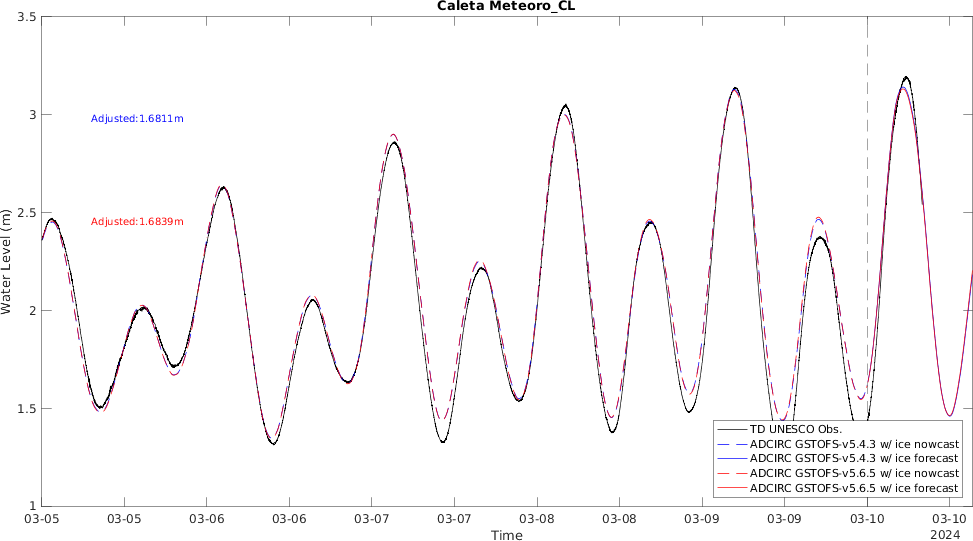 Caleta Meteoro_CL
3.5
3
2.5
2
1.5
1
Water Level (m)
Adjusted:1.6811m
Adjusted:1.6839m
TD UNESCO Obs.
ADCIRC GSTOFS-v5.4.3 w/ ice nowcast
ADCIRC GSTOFS-v5.4.3 w/ ice forecast
ADCIRC GSTOFS-v5.6.5 w/ ice nowcast
ADCIRC GSTOFS-v5.6.5 w/ ice forecast
03-05 03-05 03-06 03-06 03-07 03-07 03-08 03-08 03-09 03-09 03-10 03-10
Time 2024